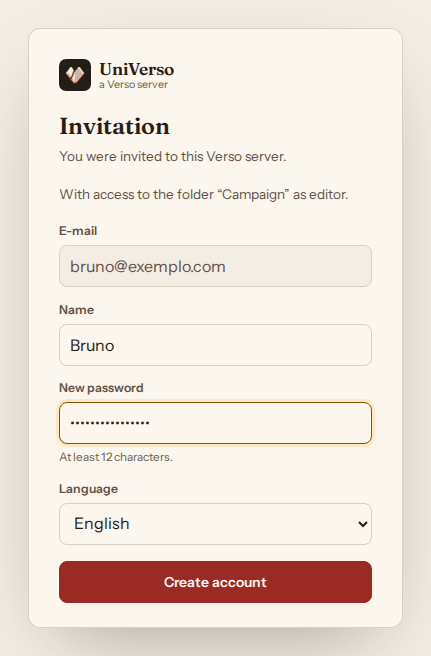 UniVerso
a Verso server
Invitation
You were invited to this Verso server.
With access to the folder “Campaign” as editor.
E-mail
bruno@exemplo.com
Name
Bruno
New password
••••••••••••••••
At least 12 characters.
Language
English
Create account